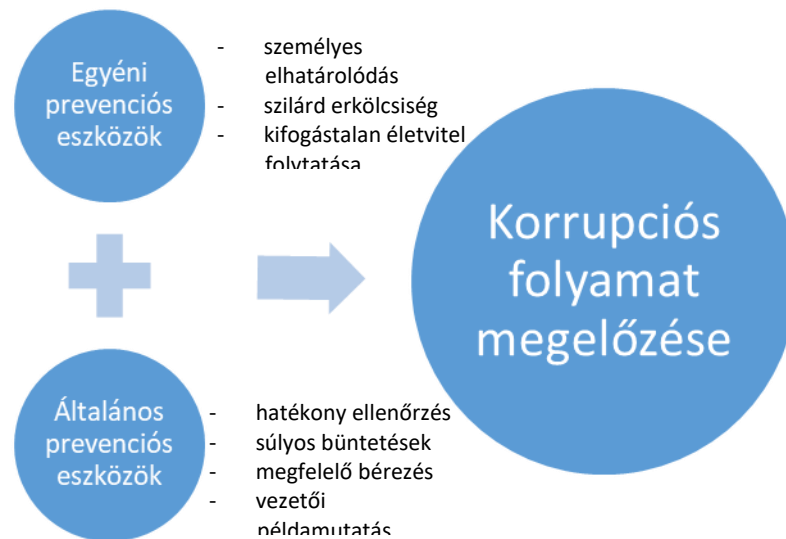 Egyéni
prevenciós
eszközök
- személyes
elhatárolódás
- szilárd erkölcsiség
- kifogástalan életvitel
folytatása
Korrupciós
folyamat
megelőzése
Általános
prevenciós
eszközök
- hatékony ellenőrzés
- súlyos büntetések
- megfelelő bérezés
- vezetői
példamutatás